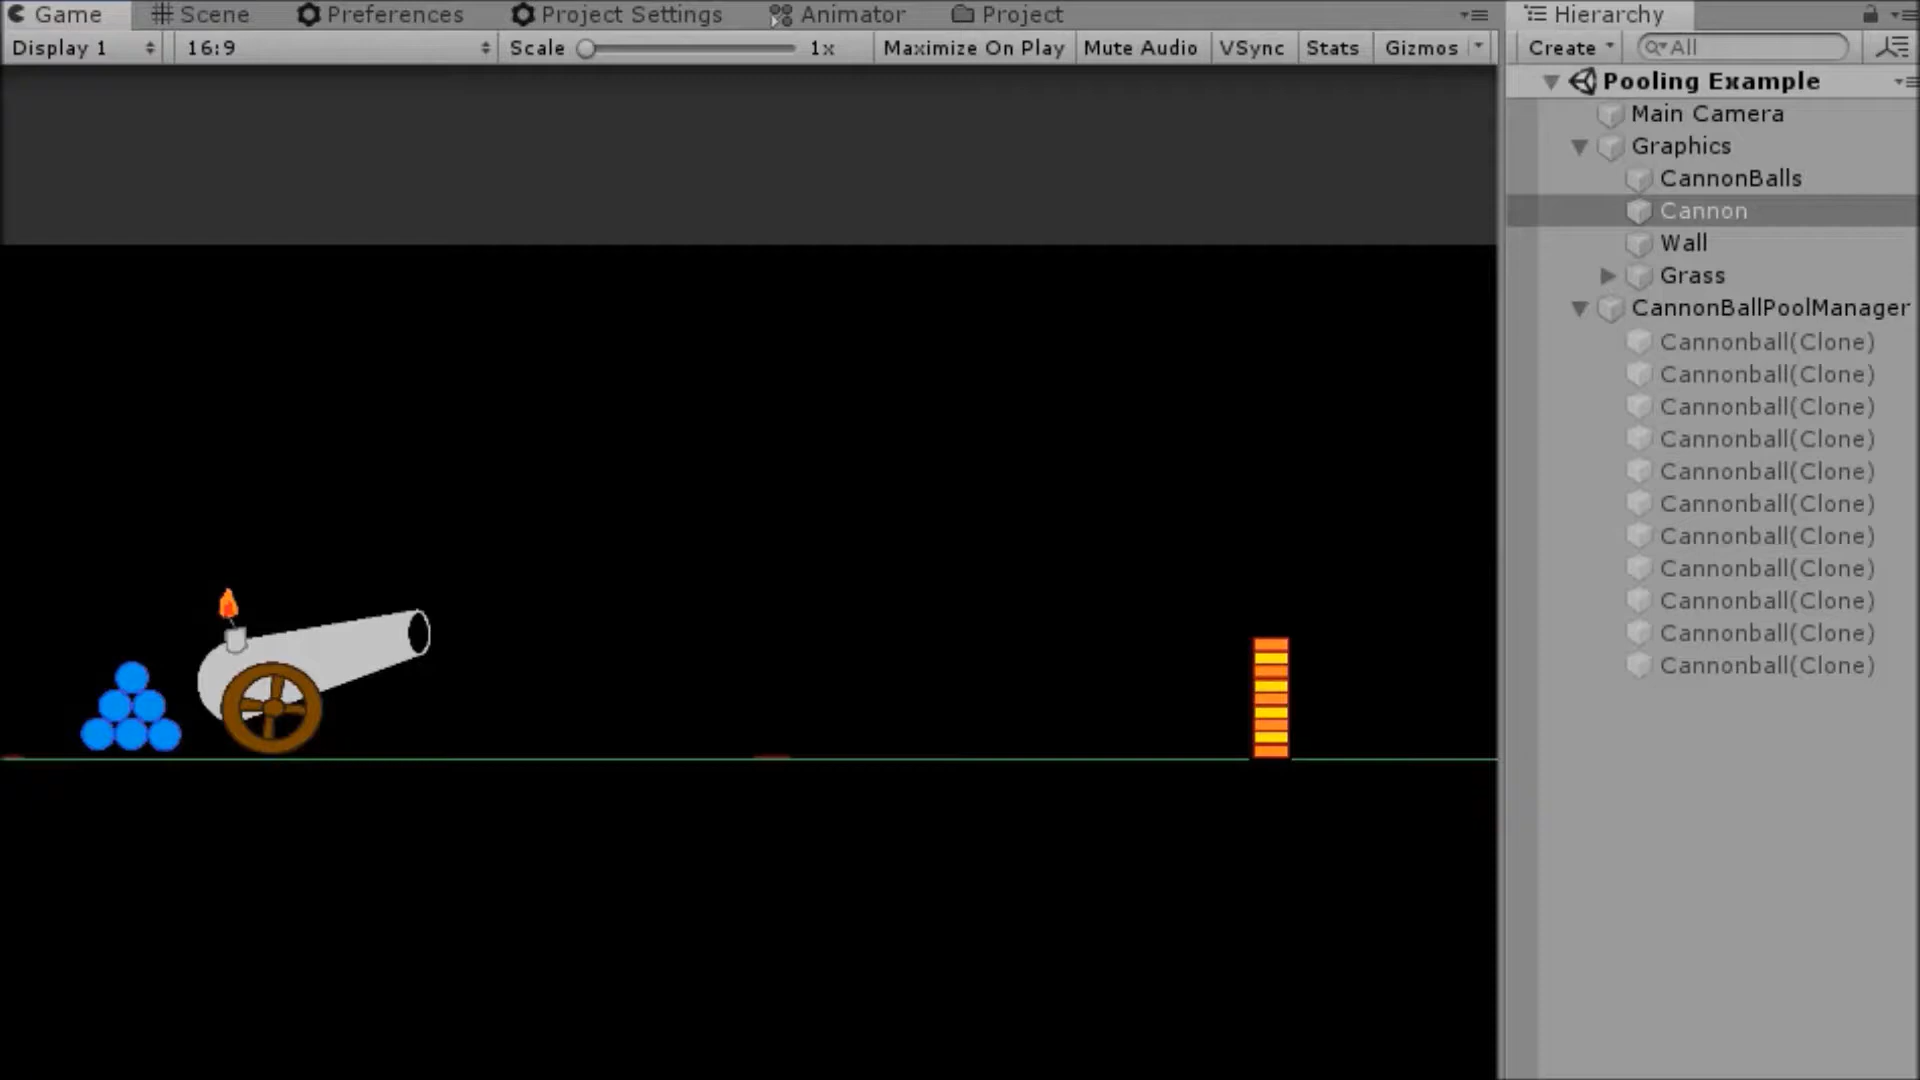 Game Scene Preferences Project Settings Animator Project
Display 1 16:9 Scale 1x Maximize On Play Mute Audio VSync Stats Gizmos
Hierarchy
Create All
Pooling Example
Main Camera
Graphics
CannonBalls
Cannon
Wall
Grass
CannonBallPoolManager
Cannonball(Clone)
Cannonball(Clone)
Cannonball(Clone)
Cannonball(Clone)
Cannonball(Clone)
Cannonball(Clone)
Cannonball(Clone)
Cannonball(Clone)
Cannonball(Clone)
Cannonball(Clone)
Cannonball(Clone)